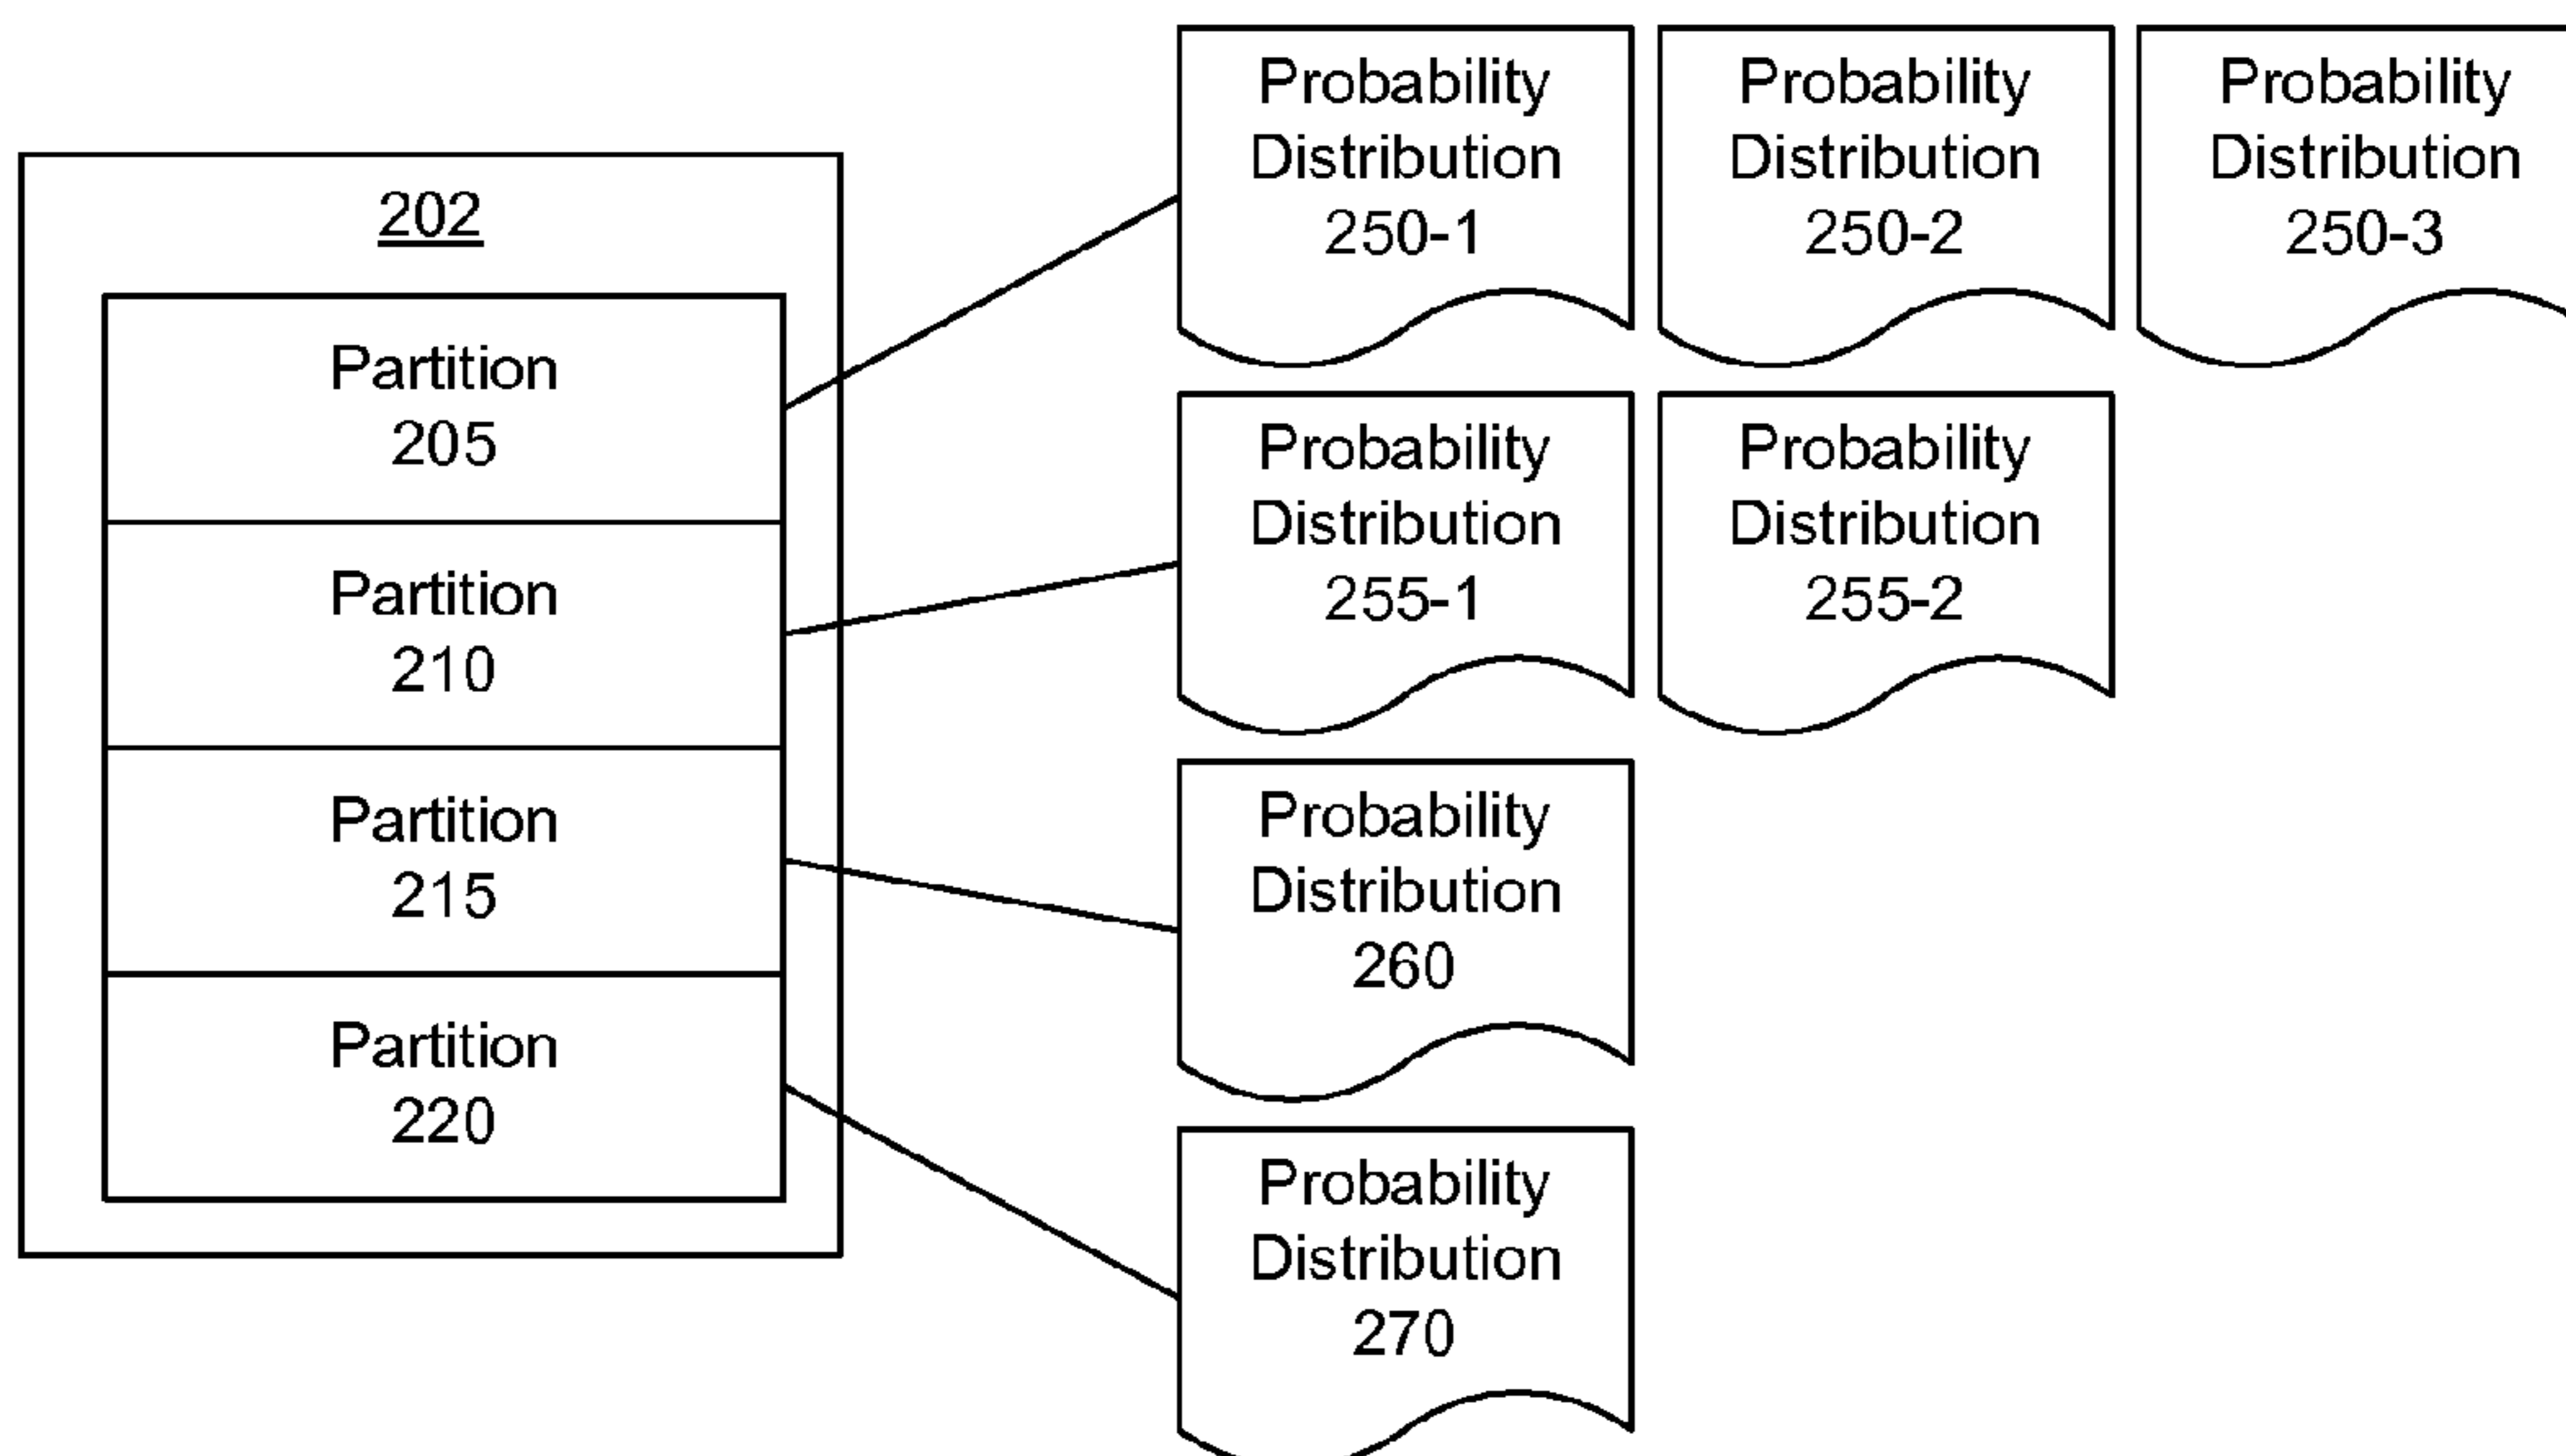 202
Partition
205
Partition
210
Partition
215
Partition
220
Probability
Distribution
250-1
Probability
Distribution
250-2
Probability
Distribution
250-3
Probability
Distribution
255-1
Probability
Distribution
255-2
Probability
Distribution
260
Probability
Distribution
270